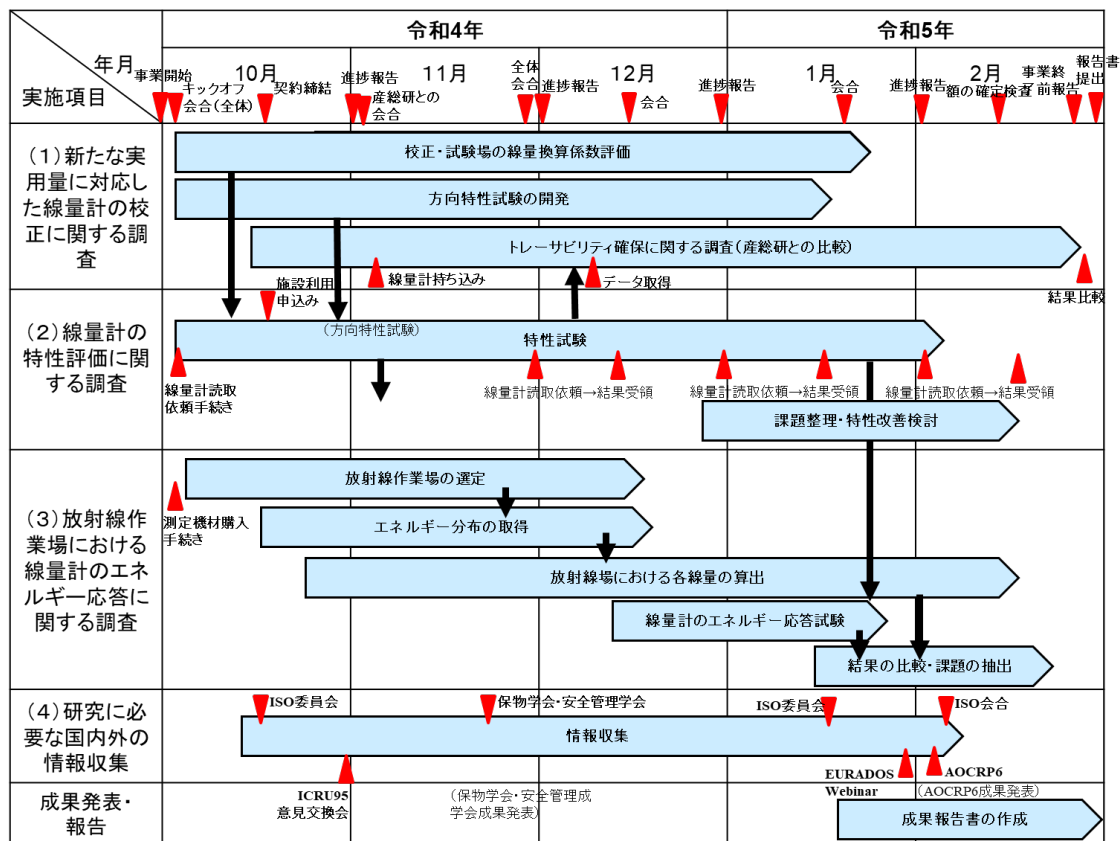 令和4年
令和5年
年月
実施項目
10月
11月
12月
1月
2月
事業開始
キックオフ
会合(全体)
契約締結
進捗報告
産総研との
会合
全体
会合
進捗報告
会合
進捗報告
会合
進捗報告
額の確定検査
事業終
了前報告
報告書
提出
(1)新たな実
用量に対応し
た線量計の校
正に関する調
査
校正・試験場の線量換算係数評価
方向特性試験の開発
トレーサビリティ確保に関する調査(産総研との比較)
線量計持ち込み
データ取得
結果比較
施設利用
申込み
(2)線量計の
特性評価に関
する調査
(方向特性試験)
特性試験
線量計読取
依頼手続き
線量計読取依頼→結果受領
線量計読取依頼→結果受領
線量計読取依頼→結果受領
課題整理・特性改善検討
(3)放射線作
業場における
線量計のエネ
ルギー応答に
関する調査
放射線作業場の選定
測定機材購入
手続き
エネルギー分布の取得
放射線場における各線量の算出
線量計のエネルギー応答試験
結果の比較・課題の抽出
(4)研究に必
要な国内外の
情報収集
ISO委員会
保物学会・安全管理学会
ISO委員会
ISO会合
情報収集
ICRU95
意見交換会
EURADOS
Webinar
AOCRP6
成果発表・
報告
(保物学会・安全管理成
学会成果発表)
(AOCRP6成果発表)
成果報告書の作成